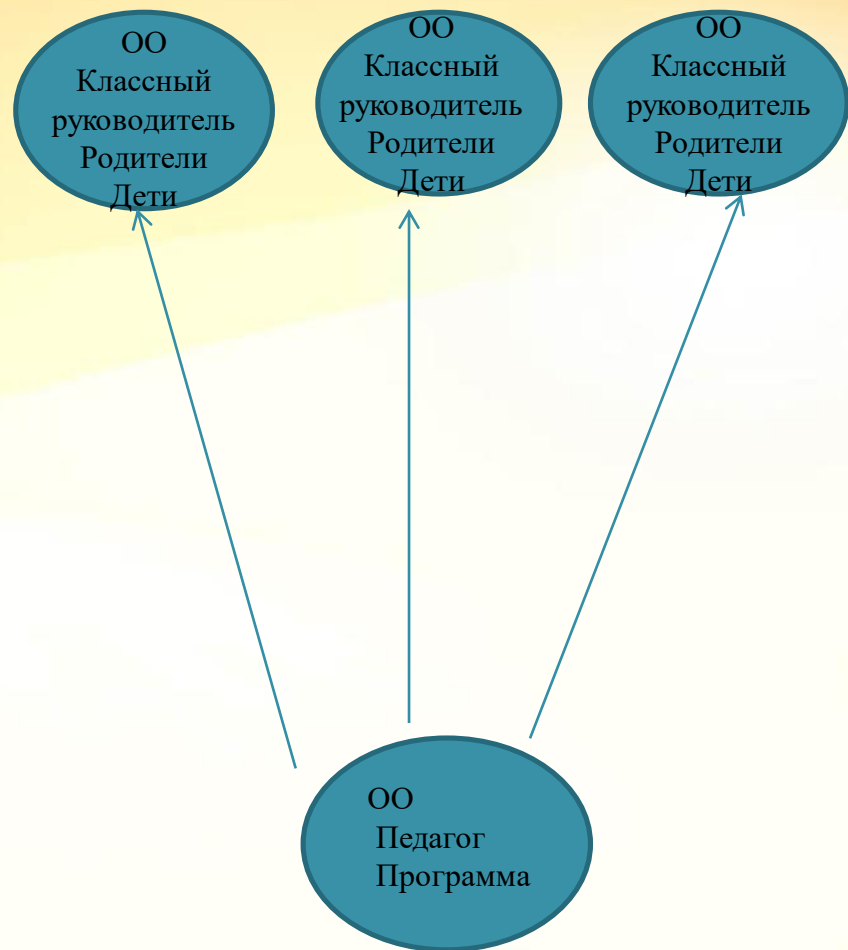 ОО
Классный
руководитель
Родители
Дети
ОО
Классный
руководитель
Родители
Дети
ОО
Классный
руководитель
Родители
Дети
ОО
Педагог
Программа